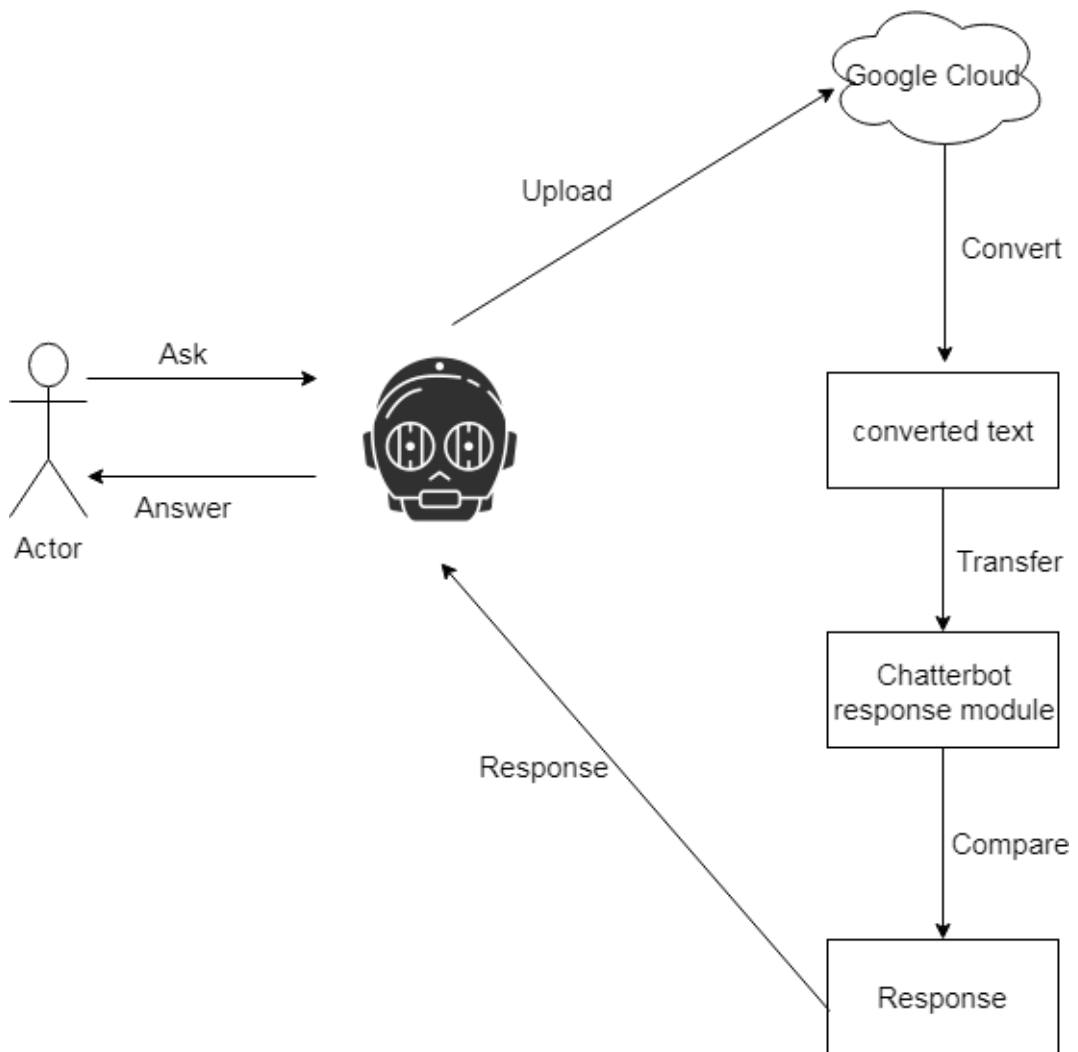 Google Cloud
Upload
Convert
Ask
converted text
Answer
Actor
Transfer
Chatterbot
response module
Response
Compare
Response